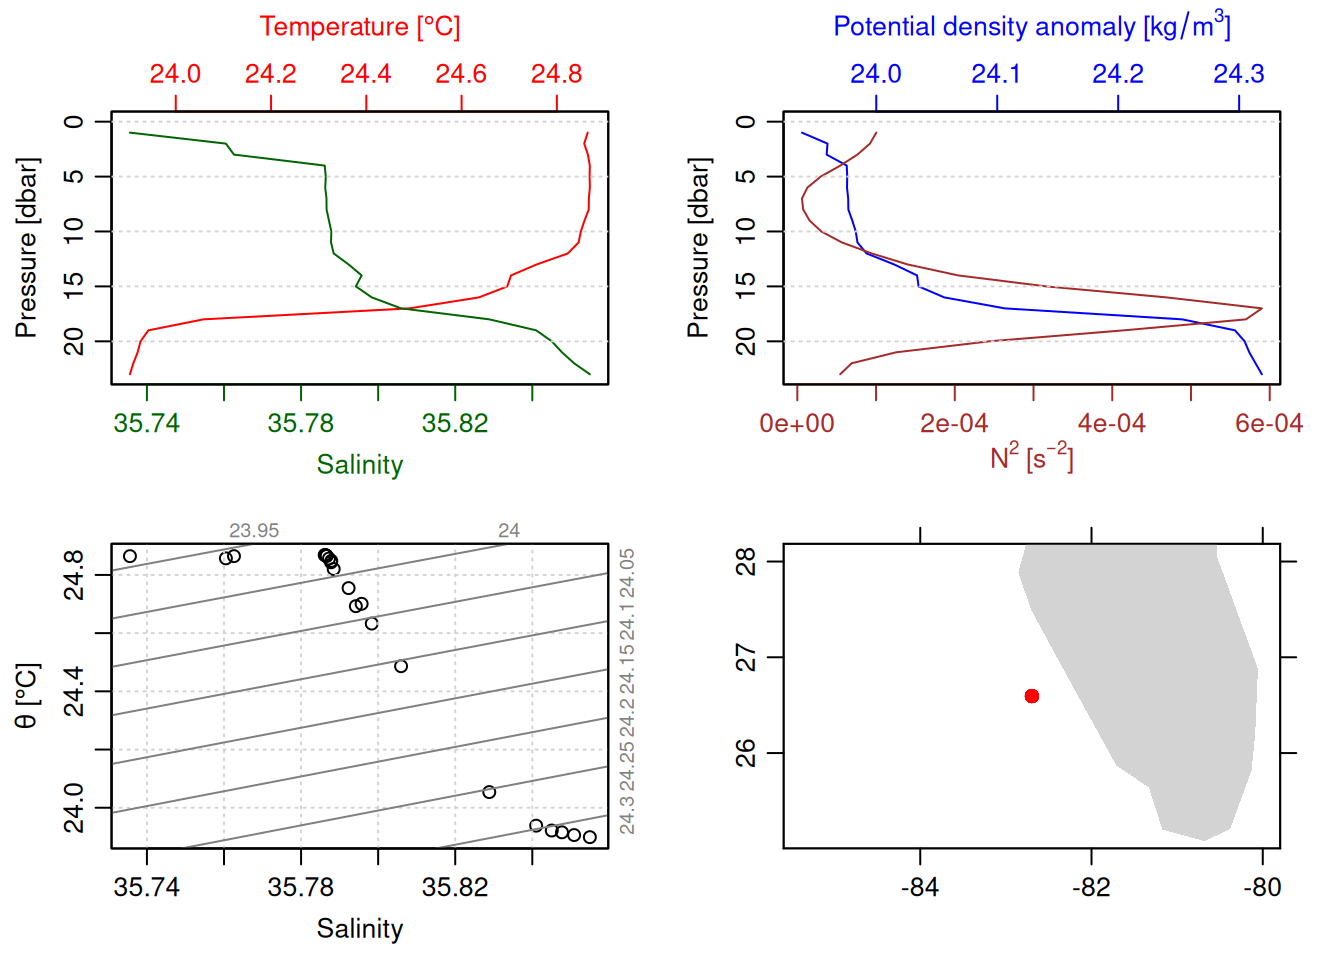 Temperature [°C]
24.0 24.2 24.4 24.6 24.8
Pressure [dbar]
0
5
10
15
20
35.74 35.78 35.82
Salinity
Potential density anomaly [kg/m³]
24.0 24.1 24.2 24.3
Pressure [dbar]
0
5
10
15
20
0e+00 2e-04 4e-04 6e-04
N² [s⁻²]
23.95 24
θ [°C]
24.8
24.4
24.0
24.05
24.1
24.15
24.2
24.25
24.3
35.74 35.78 35.82
Salinity
28
27
26
-84 -82 -80